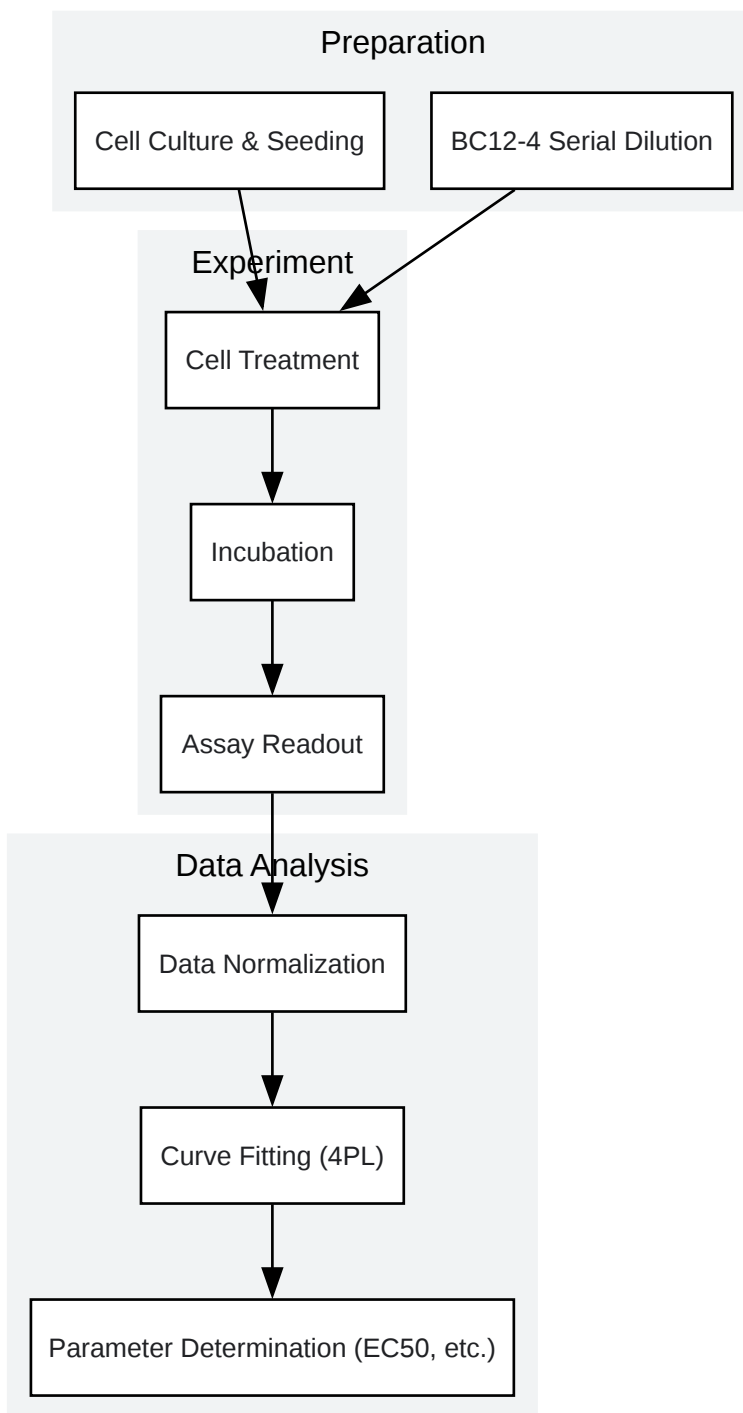 Preparation
Cell Culture & Seeding
BC12-4 Serial Dilution
Experiment
Cell Treatment
Incubation
Assay Readout
Data Analysis
Data Normalization
Curve Fitting (4PL)
Parameter Determination (EC50, etc.)